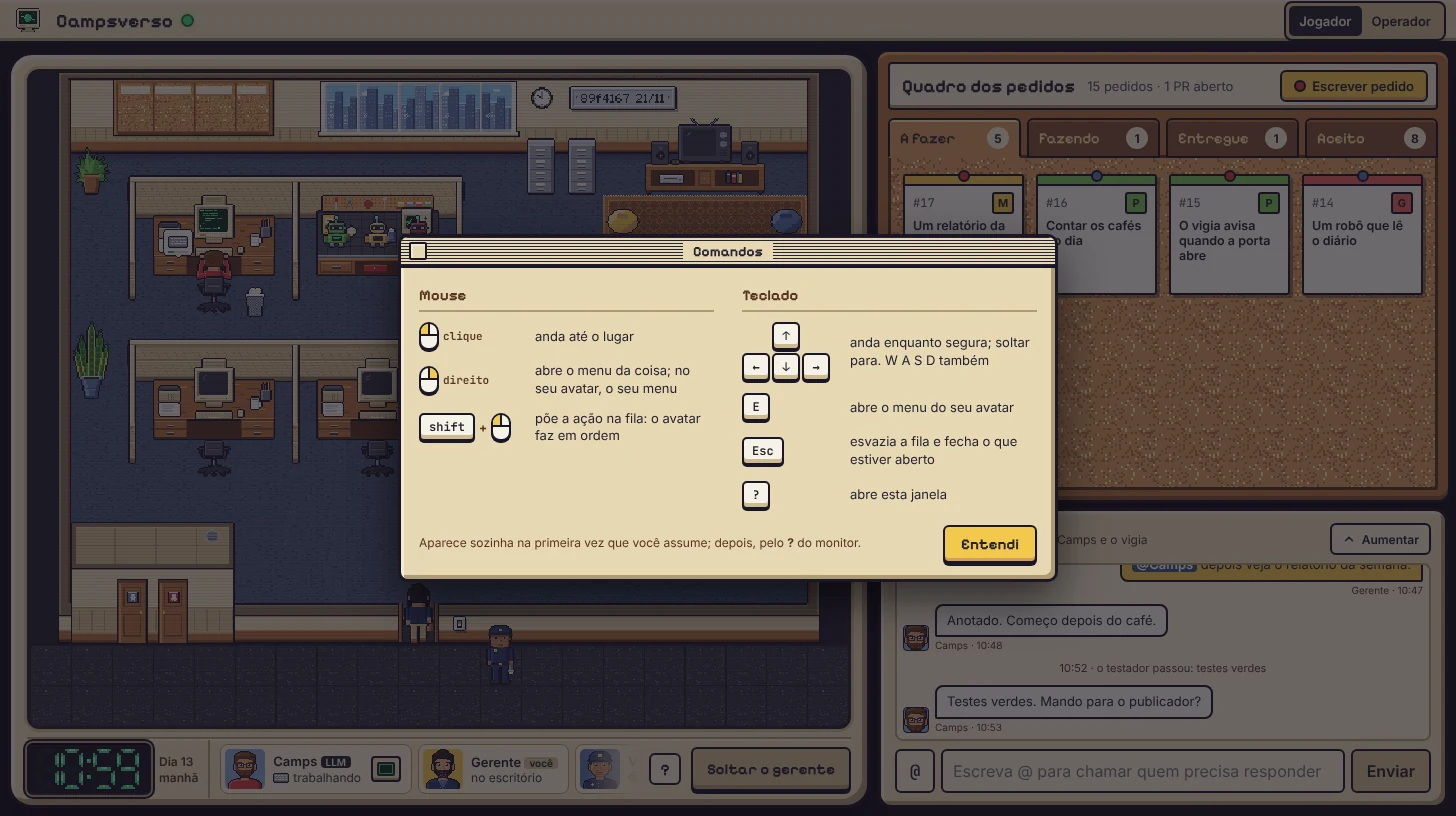 Campsverso
Jogador
Operador
89f4167 21/11
Quadro dos pedidos
15 pedidos · 1 PR aberto
Escrever pedido
A Fazer 5
Fazendo 1
Entregue 1
Aceito 8
#17 M
Um relatório da
#16 P
Contar os cafés
o dia
#15 P
O vigia avisa
quando a porta
abre
#14 G
Um robô que lê
o diário
Comandos
Mouse
clique
anda até o lugar
direito
abre o menu da coisa; no
seu avatar, o seu menu
shift +
põe a ação na fila: o avatar
faz em ordem
Teclado
↑
← ↓ →
anda enquanto segura; soltar
para. W A S D também
E
abre o menu do seu avatar
Esc
esvazia a fila e fecha o que
estiver aberto
?
abre esta janela
Aparece sozinha na primeira vez que você assume; depois, pelo ? do monitor.
Entendi
Camps e o vigia
Aumentar
@Camps depois veja o relatório da semana.
Gerente · 10:47
Anotado. Começo depois do café.
Camps · 10:48
10:52 · o testador passou: testes verdes
Testes verdes. Mando para o publicador?
Camps · 10:53
@
Escreva @ para chamar quem precisa responder
Enviar
10:59
Dia 13
manhã
Camps LLM
trabalhando
Gerente você
no escritório
?
Soltar o gerente